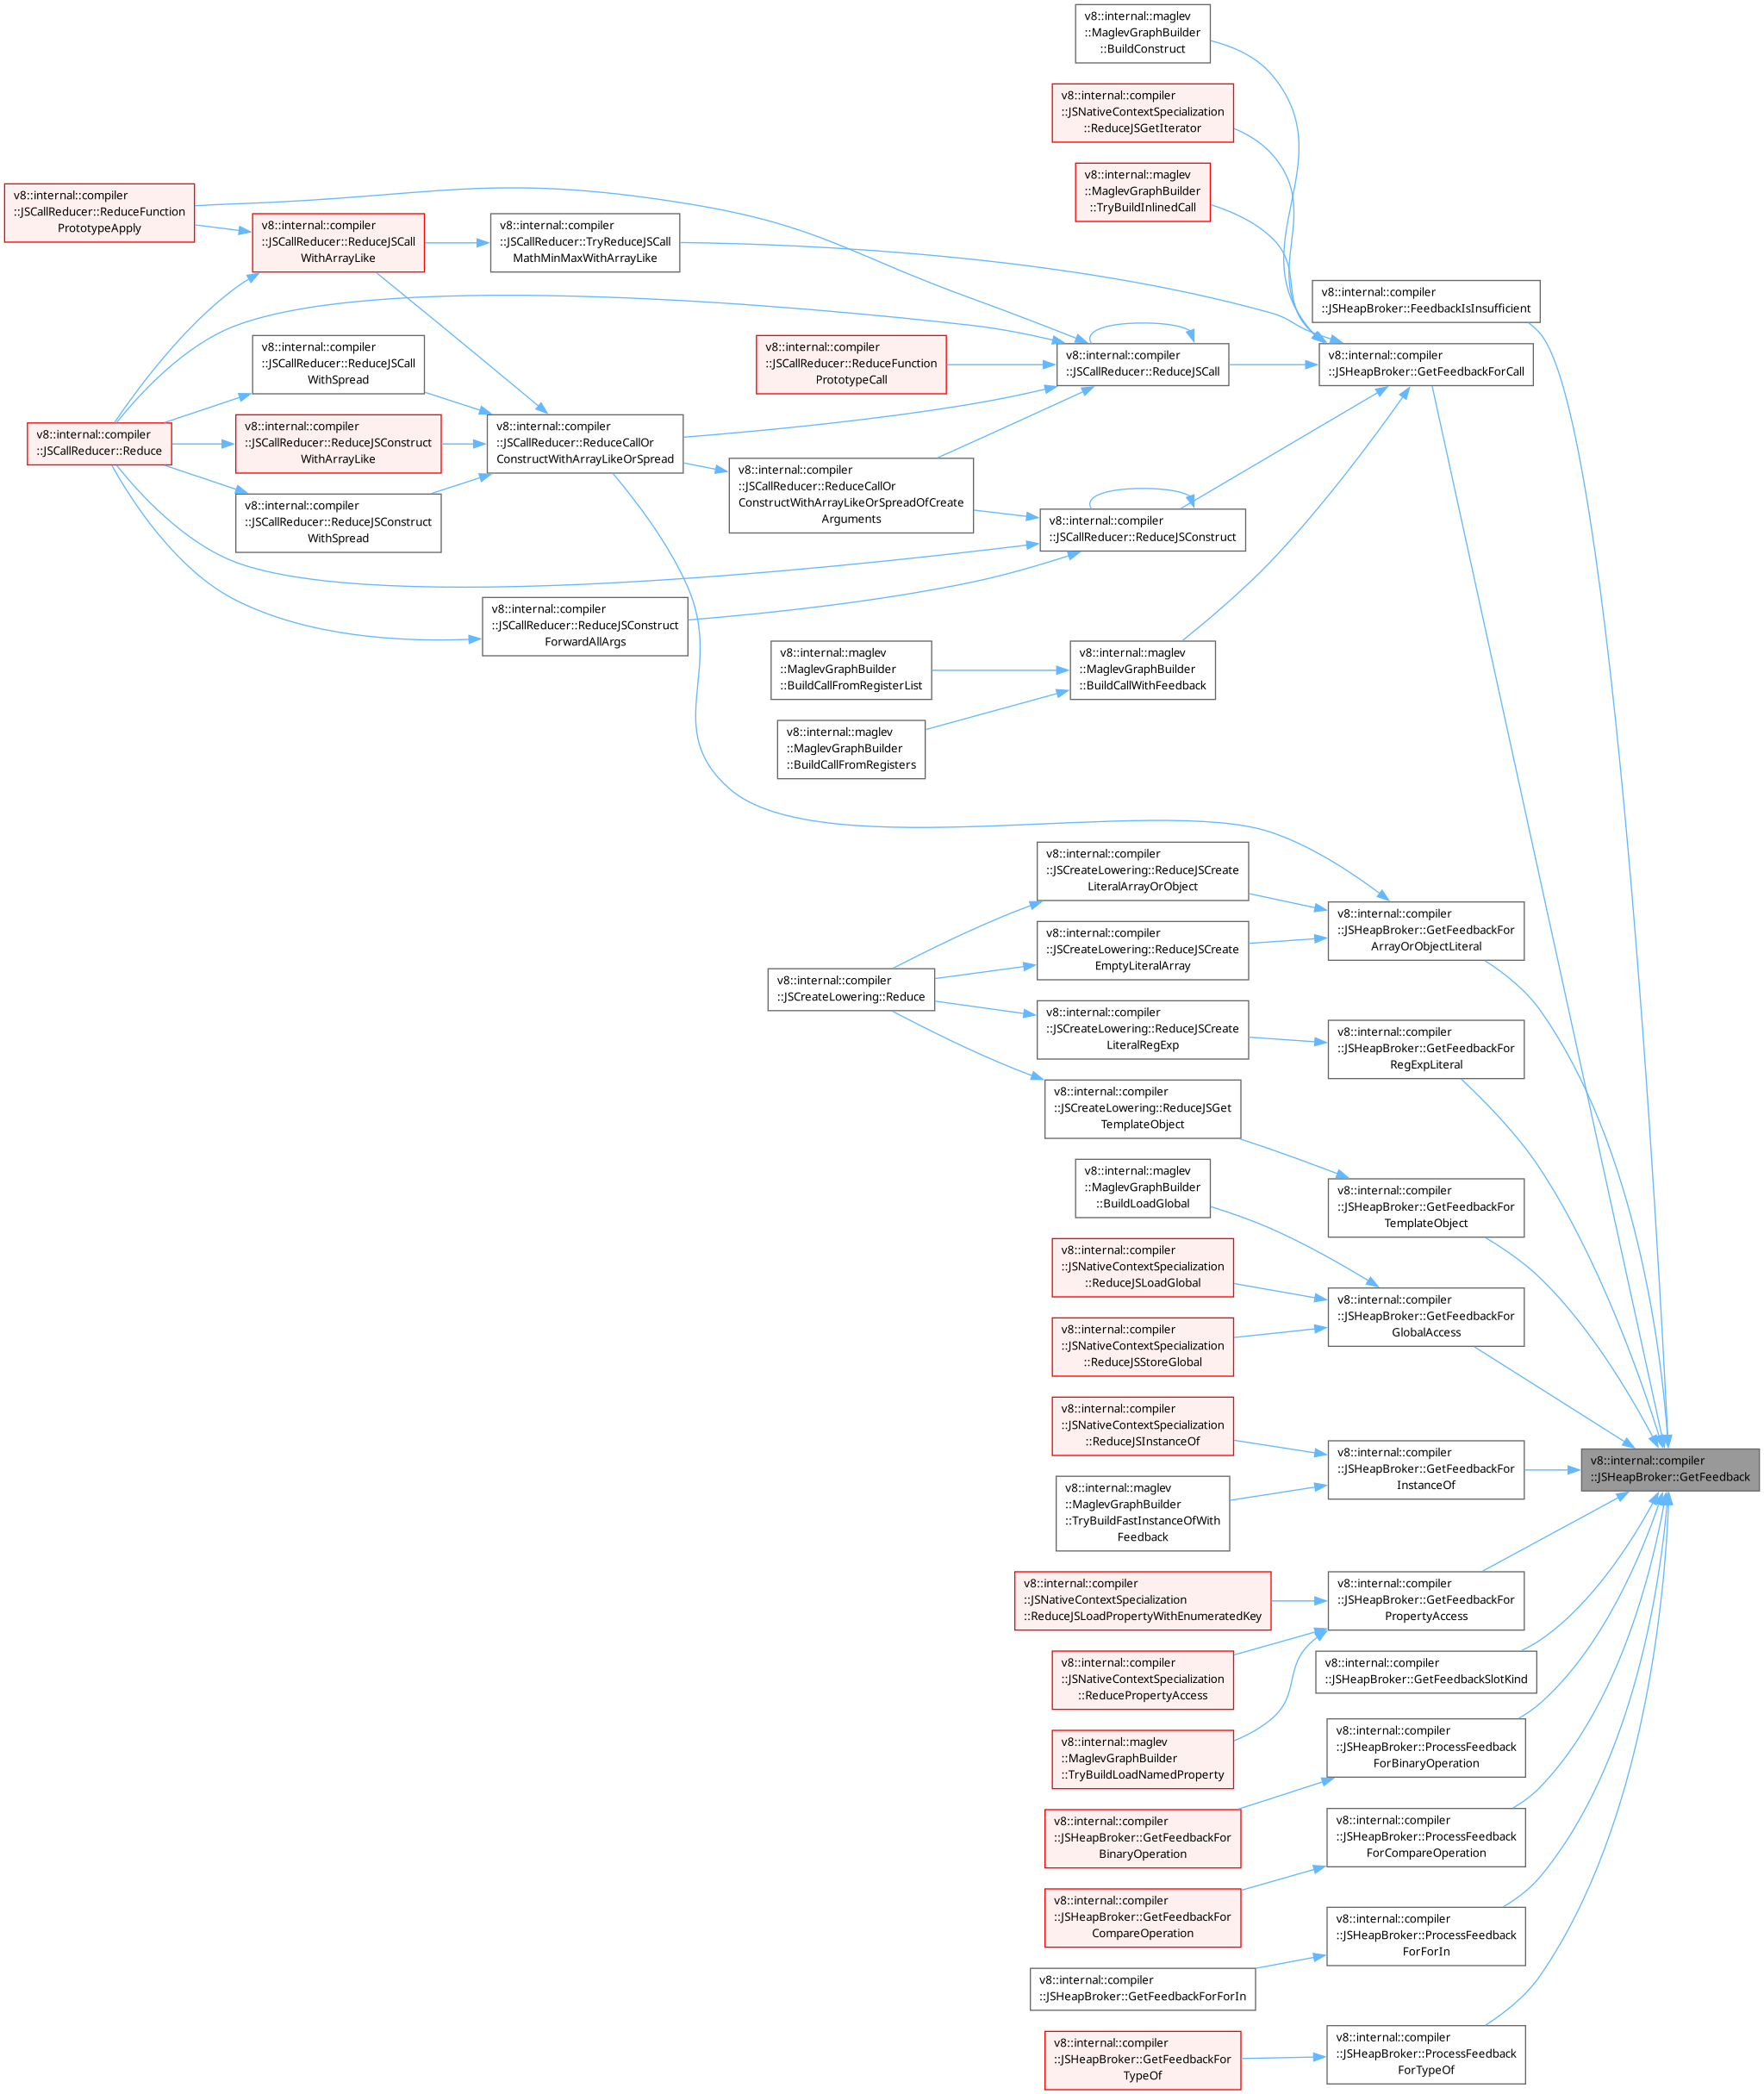 v8::internal::maglev
::MaglevGraphBuilder
::BuildConstruct
v8::internal::compiler
::JSNativeContextSpecialization
::ReduceJSGetIterator
v8::internal::maglev
::MaglevGraphBuilder
::TryBuildInlinedCall
v8::internal::compiler
::JSCallReducer::ReduceFunction
PrototypeApply
v8::internal::compiler
::JSCallReducer::ReduceJSCall
WithArrayLike
v8::internal::compiler
::JSCallReducer::TryReduceJSCall
MathMinMaxWithArrayLike
v8::internal::compiler
::JSHeapBroker::FeedbackIsInsufficient
v8::internal::compiler
::JSCallReducer::ReduceJSCall
WithSpread
v8::internal::compiler
::JSCallReducer::ReduceFunction
PrototypeCall
v8::internal::compiler
::JSCallReducer::ReduceJSCall
v8::internal::compiler
::JSHeapBroker::GetFeedbackForCall
v8::internal::compiler
::JSCallReducer::Reduce
v8::internal::compiler
::JSCallReducer::ReduceJSConstruct
WithArrayLike
v8::internal::compiler
::JSCallReducer::ReduceCallOr
ConstructWithArrayLikeOrSpread
v8::internal::compiler
::JSCallReducer::ReduceCallOr
ConstructWithArrayLikeOrSpreadOfCreate
Arguments
v8::internal::compiler
::JSCallReducer::ReduceJSConstruct
WithSpread
v8::internal::compiler
::JSCallReducer::ReduceJSConstruct
v8::internal::compiler
::JSCallReducer::ReduceJSConstruct
ForwardAllArgs
v8::internal::maglev
::MaglevGraphBuilder
::BuildCallFromRegisterList
v8::internal::maglev
::MaglevGraphBuilder
::BuildCallWithFeedback
v8::internal::maglev
::MaglevGraphBuilder
::BuildCallFromRegisters
v8::internal::compiler
::JSCreateLowering::ReduceJSCreate
LiteralArrayOrObject
v8::internal::compiler
::JSHeapBroker::GetFeedbackFor
ArrayOrObjectLiteral
v8::internal::compiler
::JSCreateLowering::ReduceJSCreate
EmptyLiteralArray
v8::internal::compiler
::JSCreateLowering::Reduce
v8::internal::compiler
::JSCreateLowering::ReduceJSCreate
LiteralRegExp
v8::internal::compiler
::JSHeapBroker::GetFeedbackFor
RegExpLiteral
v8::internal::compiler
::JSCreateLowering::ReduceJSGet
TemplateObject
v8::internal::maglev
::MaglevGraphBuilder
::BuildLoadGlobal
v8::internal::compiler
::JSHeapBroker::GetFeedbackFor
TemplateObject
v8::internal::compiler
::JSNativeContextSpecialization
::ReduceJSLoadGlobal
v8::internal::compiler
::JSHeapBroker::GetFeedbackFor
GlobalAccess
v8::internal::compiler
::JSNativeContextSpecialization
::ReduceJSStoreGlobal
v8::internal::compiler
::JSNativeContextSpecialization
::ReduceJSInstanceOf
v8::internal::compiler
::JSHeapBroker::GetFeedbackFor
InstanceOf
v8::internal::compiler
::JSHeapBroker::GetFeedback
v8::internal::maglev
::MaglevGraphBuilder
::TryBuildFastInstanceOfWith
Feedback
v8::internal::compiler
::JSNativeContextSpecialization
::ReduceJSLoadPropertyWithEnumeratedKey
v8::internal::compiler
::JSHeapBroker::GetFeedbackFor
PropertyAccess
v8::internal::compiler
::JSNativeContextSpecialization
::ReducePropertyAccess
v8::internal::compiler
::JSHeapBroker::GetFeedbackSlotKind
v8::internal::maglev
::MaglevGraphBuilder
::TryBuildLoadNamedProperty
v8::internal::compiler
::JSHeapBroker::ProcessFeedback
ForBinaryOperation
v8::internal::compiler
::JSHeapBroker::GetFeedbackFor
BinaryOperation
v8::internal::compiler
::JSHeapBroker::ProcessFeedback
ForCompareOperation
v8::internal::compiler
::JSHeapBroker::GetFeedbackFor
CompareOperation
v8::internal::compiler
::JSHeapBroker::ProcessFeedback
ForForIn
v8::internal::compiler
::JSHeapBroker::GetFeedbackForForIn
v8::internal::compiler
::JSHeapBroker::GetFeedbackFor
TypeOf
v8::internal::compiler
::JSHeapBroker::ProcessFeedback
ForTypeOf